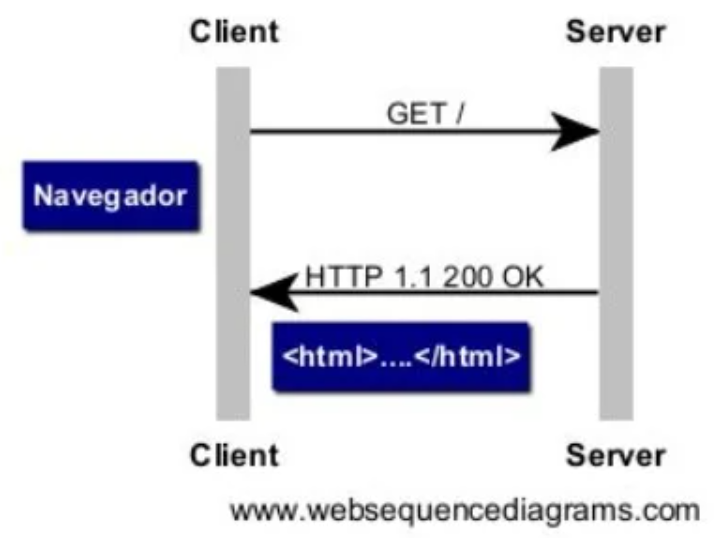 Client Server
GET /
Navegador
HTTP 1.1 200 OK
<html>....</html>
Client Server
www.websequencediagrams.com